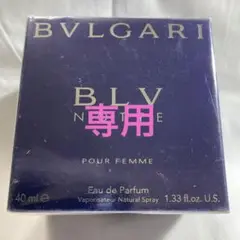 BVLGARI
BLV
専用
POUR FEMME
40 ml e
Eau de Parfum
Vaporisateur Natural Spray
1.33 fl.oz. U.S.